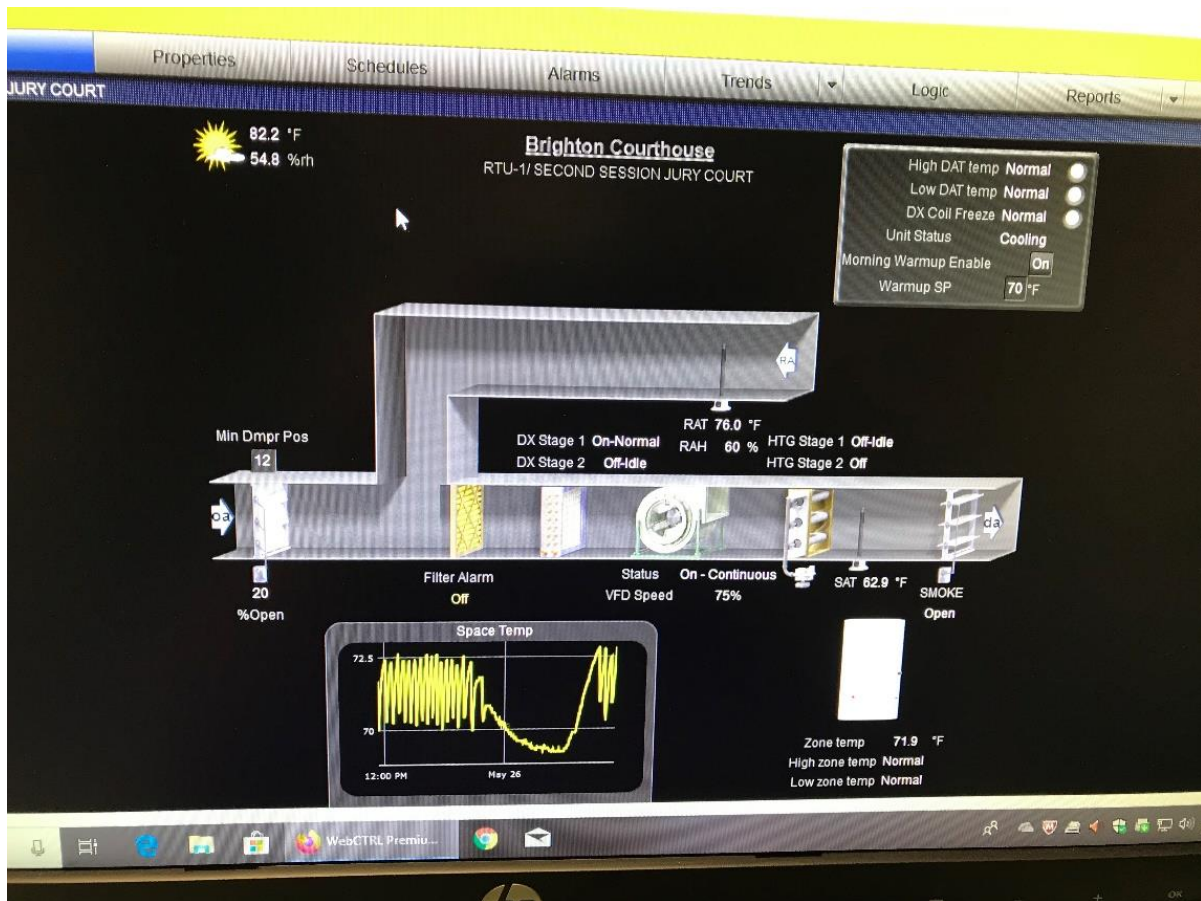 Properties
Schedules
Alarms
Trends
Logic
Reports
JURY COURT
82.2 °F
54.8 %rh
Brighton Courthouse
RTU-1/ SECOND SESSION JURY COURT
High DAT temp Normal
Low DAT temp Normal
DX Coil Freeze Normal
Unit Status Cooling
Morning Warmup Enable On
Warmup SP 70 °F
RA
RAT 76.0 °F
RAH 60 %
Min Dmpr Pos
12
DX Stage 1 On-Normal
DX Stage 2 Off-Idle
HTG Stage 1 Off-Idle
HTG Stage 2 Off
oa
da
20
%Open
Filter Alarm
Off
Status On - Continuous
VFD Speed 75%
SAT 62.9 °F
SMOKE
Open
Space Temp
72.5
70
12:00 PM
May 26
Zone temp 71.9 °F
High zone temp Normal
Low zone temp Normal
WebCTRL Premiu...
hp
OK